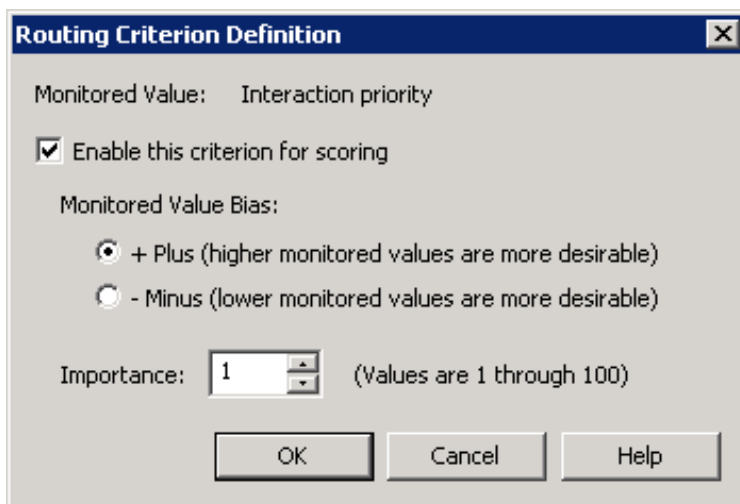 Routing Criterion Definition
Monitored Value: Interaction priority
Enable this criterion for scoring
Monitored Value Bias:
+ Plus (higher monitored values are more desirable)
- Minus (lower monitored values are more desirable)
Importance: 1 (Values are 1 through 100)
OK Cancel Help